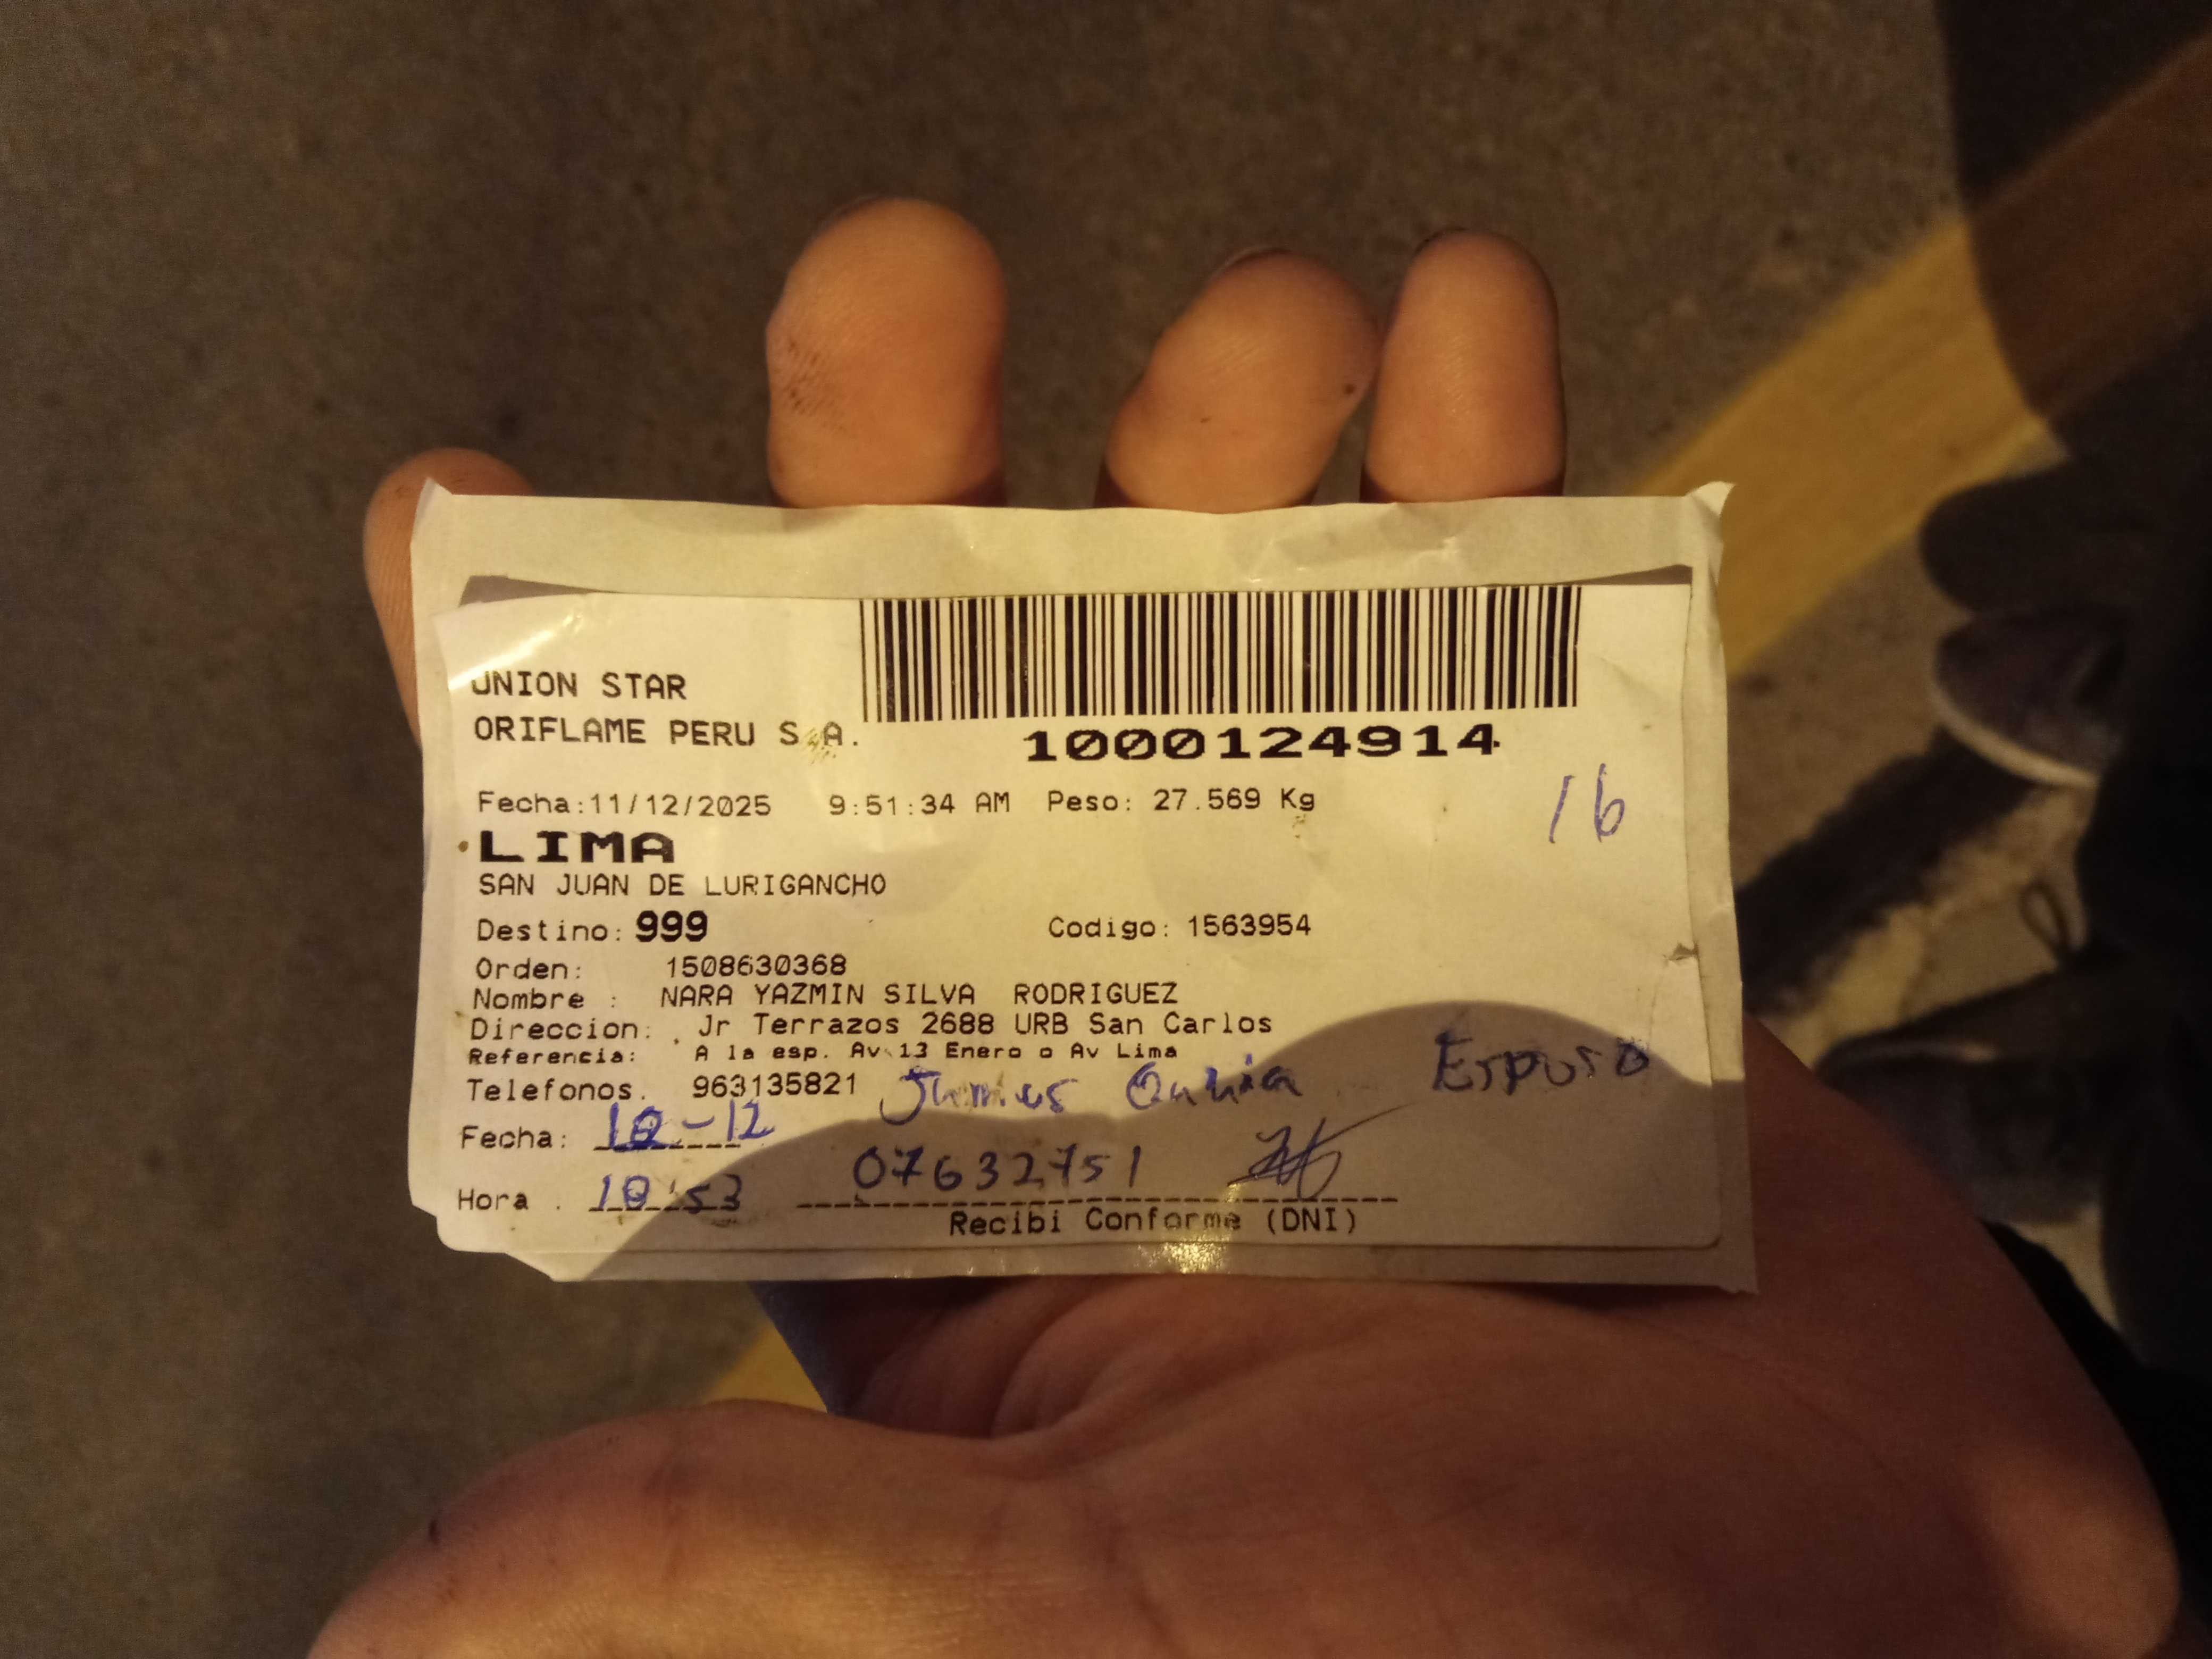 UNION STAR
ORIFLAME PERU S.A.
1000124914
Fecha:11/12/2025 9:51:34 AM Peso: 27.569 Kg
16
LIMA
SAN JUAN DE LURIGANCHO
Destino: 999 Codigo: 1563954
Orden: 1508630368
Nombre : NARA YAZMIN SILVA RODRIGUEZ
Direccion: Jr Terrazos 2688 URB San Carlos
Referencia: A la esp. Av 13 Enero o Av Lima
Telefonos. 963135821 Esposo
Fecha: 10-12
07632751
Hora . 10:53
Recibi Conforme (DNI)